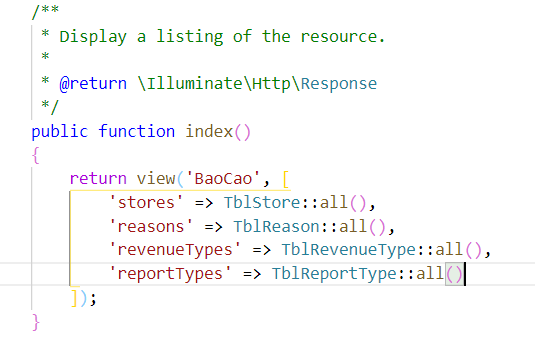 /**
* Display a listing of the resource.
*
* @return \Illuminate\Http\Response
*/
public function index()
{
return view('BaoCao', [
'stores' => TblStore::all(),
'reasons' => TblReason::all(),
'revenueTypes' => TblRevenueType::all(),
'reportTypes' => TblReportType::all()
]);
}